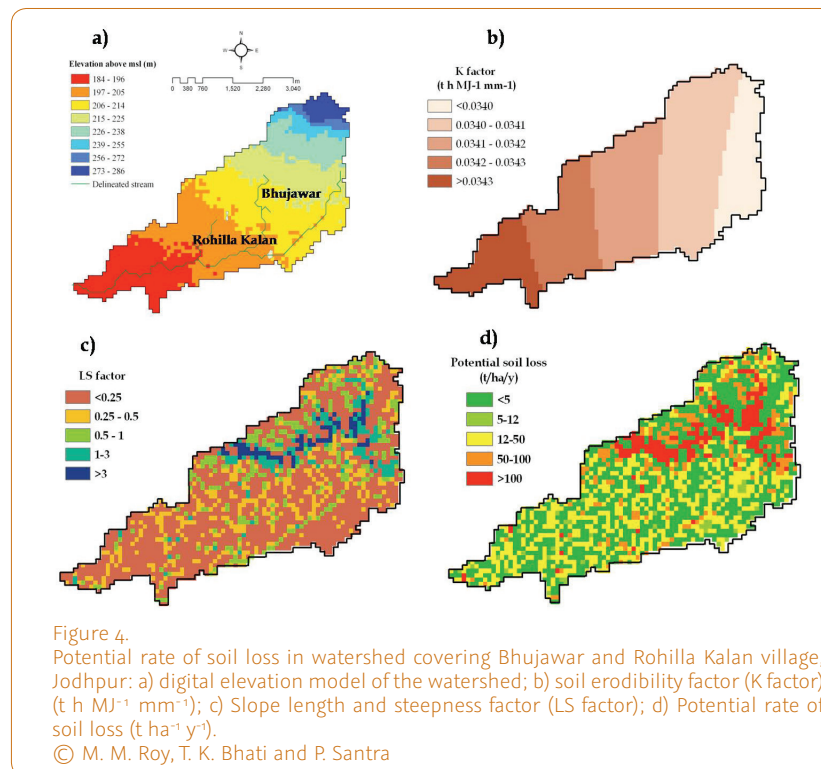 a)
Elevation above msl (m)
184 - 196
197 - 205
206 - 214
215 - 225
226 - 238
239 - 255
256 - 272
273 - 286
Delineated stream
N
W E
S
m
0 380 760 1,520 2,280 3,040
Bhujawar
Rohilla Kalan
b)
K factor
(t h MJ-1 mm-1)
<0.0340
0.0340 - 0.0341
0.0341 - 0.0342
0.0342 - 0.0343
>0.0343
c)
LS factor
<0.25
0.25 - 0.5
0.5 - 1
1-3
>3
d)
Potential soil loss
(t/ha/y)
<5
5-12
12-50
50-100
>100
Figure 4.
Potential rate of soil loss in watershed covering Bhujawar and Rohilla Kalan village,
Jodhpur: a) digital elevation model of the watershed; b) soil erodibility factor (K factor)
(t h MJ⁻¹ mm⁻¹); c) Slope length and steepness factor (LS factor); d) Potential rate of
soil loss (t ha⁻¹ y⁻¹).
© M. M. Roy, T. K. Bhati and P. Santra